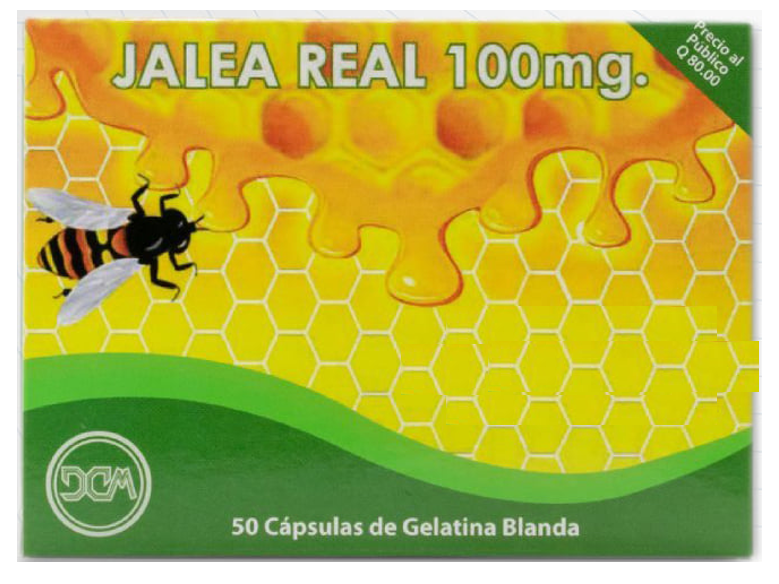 JALEA REAL 100mg.
Precio al
Público
Q 80.00
DCM
50 Cápsulas de Gelatina Blanda